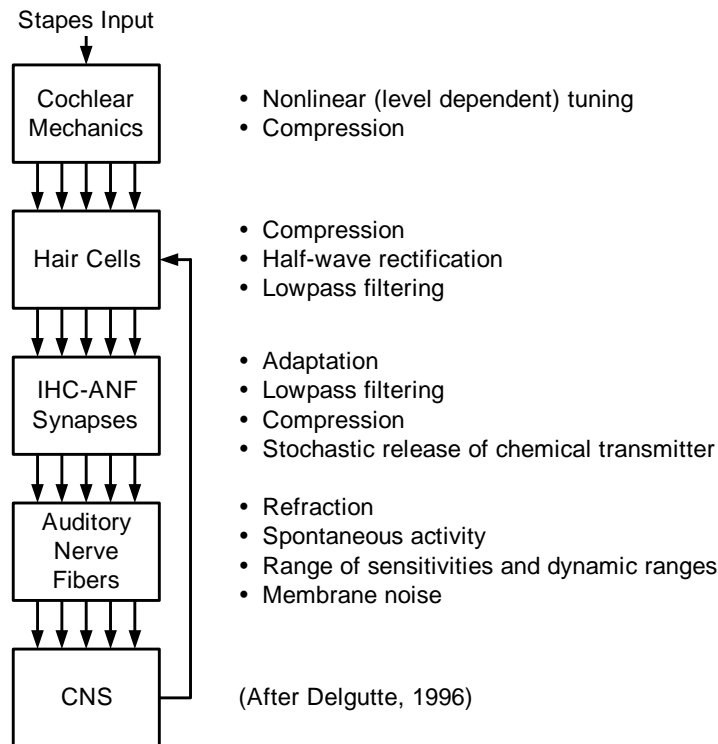 Stapes Input
Cochlear
Mechanics
• Nonlinear (level dependent) tuning
• Compression
Hair Cells
• Compression
• Half-wave rectification
• Lowpass filtering
IHC-ANF
Synapses
• Adaptation
• Lowpass filtering
• Compression
• Stochastic release of chemical transmitter
Auditory
Nerve
Fibers
• Refraction
• Spontaneous activity
• Range of sensitivities and dynamic ranges
• Membrane noise
CNS
(After Delgutte, 1996)